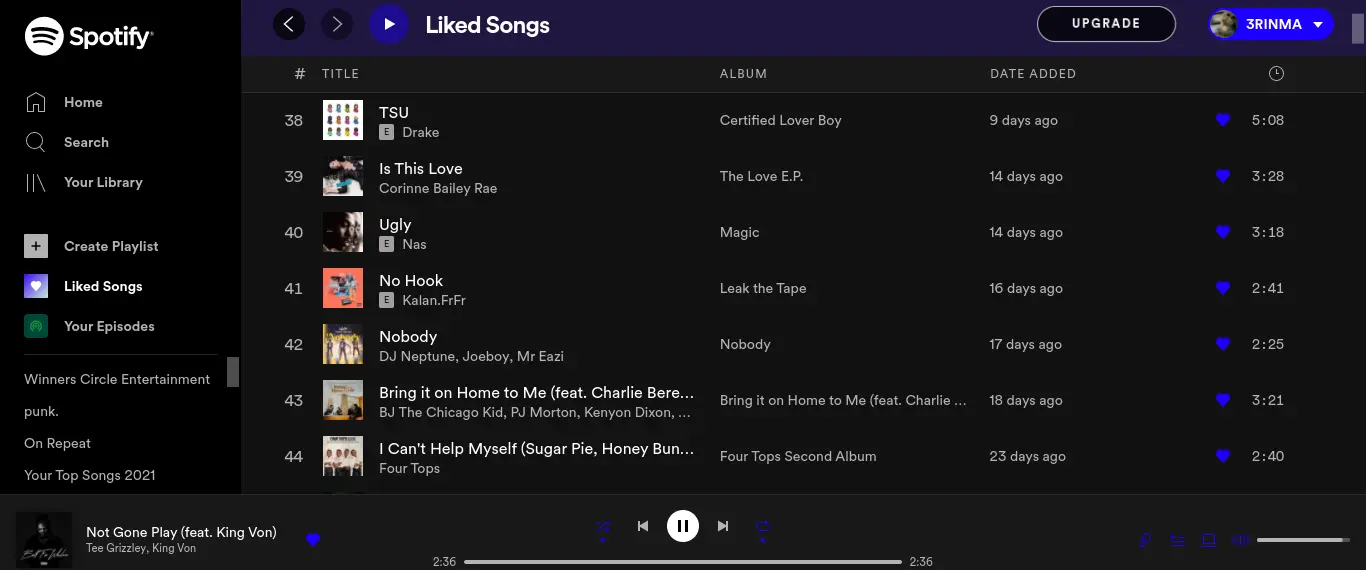 Spotify
Home
Search
Your Library
Create Playlist
Liked Songs
Your Episodes
Winners Circle Entertainment
punk.
On Repeat
Your Top Songs 2021
Liked Songs
UPGRADE
3RINMA
# TITLE ALBUM DATE ADDED
38 TSU Certified Lover Boy 9 days ago 5:08
E Drake
39 Is This Love The Love E.P. 14 days ago 3:28
Corinne Bailey Rae
40 Ugly Magic 14 days ago 3:18
E Nas
41 No Hook Leak the Tape 16 days ago 2:41
E Kalan.FrFr
42 Nobody Nobody 17 days ago 2:25
DJ Neptune, Joeboy, Mr Eazi
43 Bring it on Home to Me (feat. Charlie Bere... Bring it on Home to Me (feat. Charlie ... 18 days ago 3:21
BJ The Chicago Kid, PJ Morton, Kenyon Dixon, ...
44 I Can't Help Myself (Sugar Pie, Honey Bun... Four Tops Second Album 23 days ago 2:40
Four Tops
Not Gone Play (feat. King Von)
Tee Grizzley, King Von
2:36 2:36